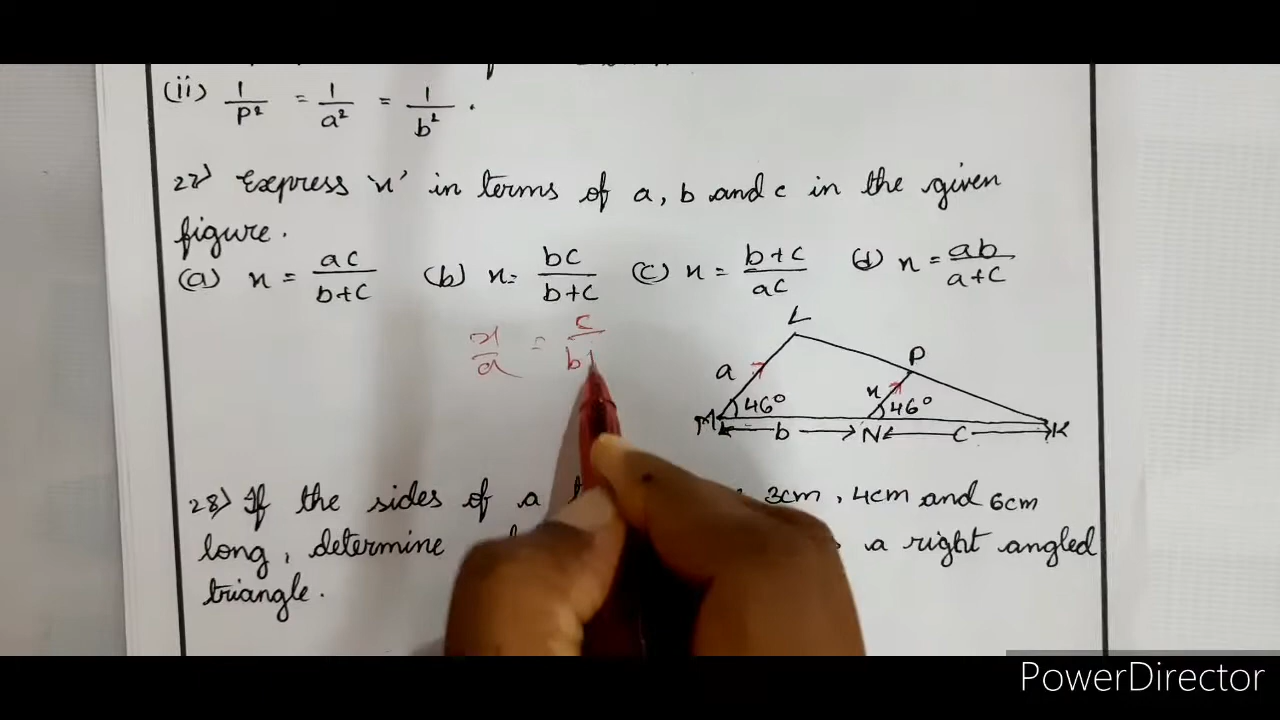 (ii) 1/P² = 1/a² = 1/b².
27) Express 'x' in terms of a, b and c in the given
figure.
(a) x = ac/b+c (b) x= bc/b+c (c) x = b+c/ac (d) x = ab/a+c
x/a = c/b
L
P
a
x
46°
46°
M
b
N
c
K
28) If the sides of a 3cm, 4cm and 6cm
long, determine a right angled
triangle.
PowerDirector